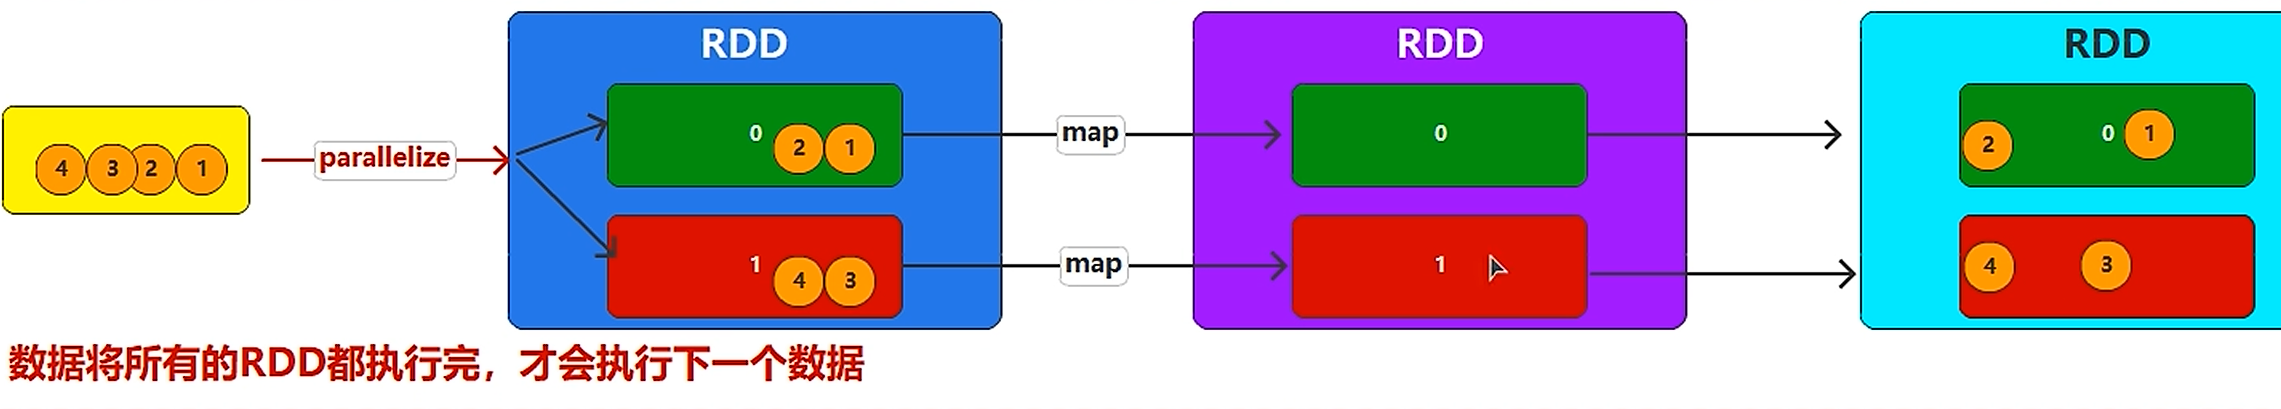 RDD
RDD
RDD
4 3 2 1
parallelize
0 2 1
map
0
2 0 1
1 4 3
map
1
4 3
数据将所有的RDD都执行完，才会执行下一个数据